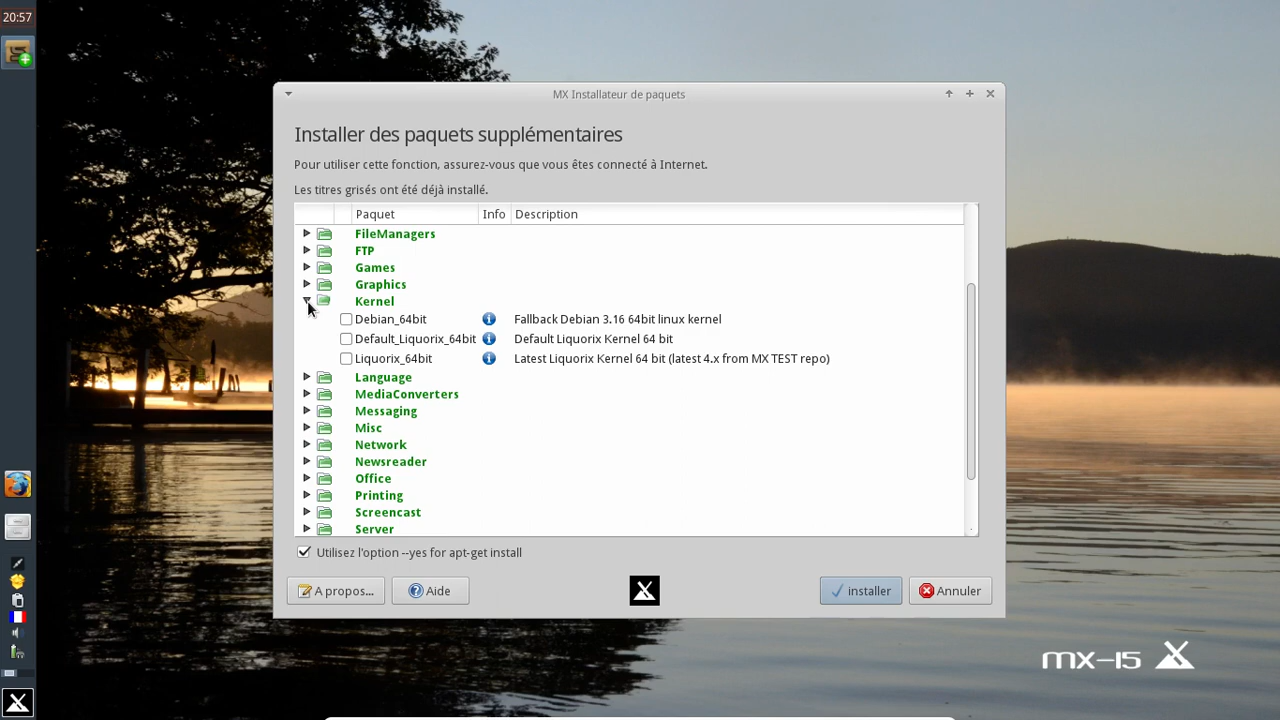 20:57
MX Installateur de paquets
Installer des paquets supplémentaires
Pour utiliser cette fonction, assurez-vous que vous êtes connecté à Internet.
Les titres grisés ont été déjà installé.
Paquet Info Description
FileManagers
FTP
Games
Graphics
Kernel
Debian_64bit Fallback Debian 3.16 64bit linux kernel
Default_Liquorix_64bit Default Liquorix Kernel 64 bit
Liquorix_64bit Latest Liquorix Kernel 64 bit (latest 4.x from MX TEST repo)
Language
MediaConverters
Messaging
Misc
Network
Newsreader
Office
Printing
Screencast
Server
Utilisez l'option --yes for apt-get install
A propos... Aide installer Annuler
mx-15